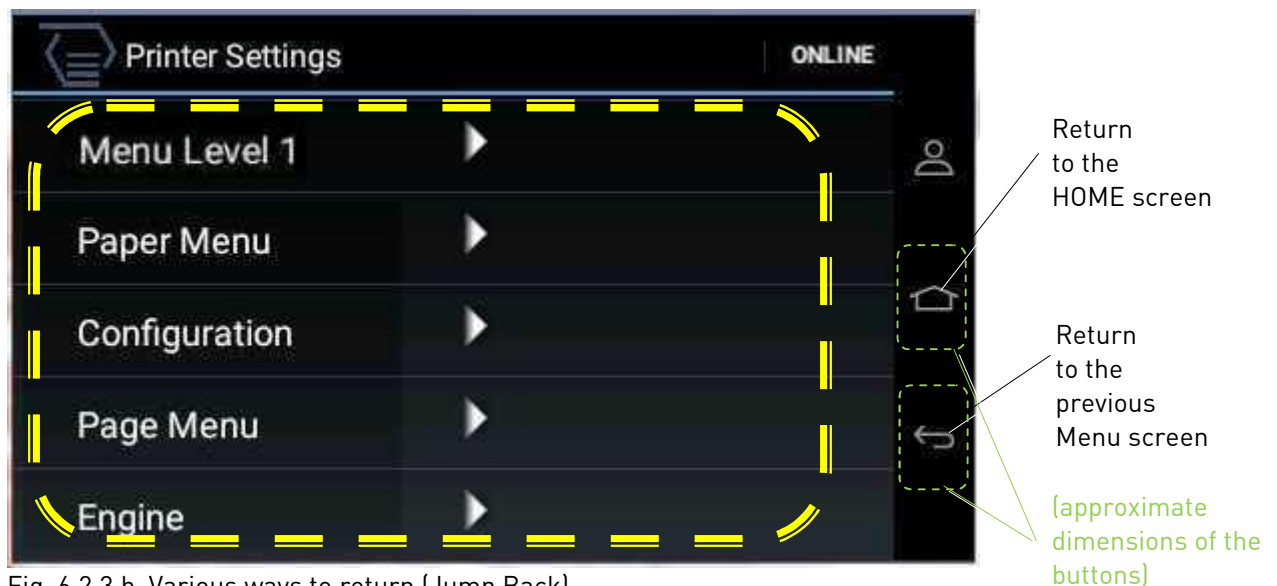 Printer Settings
ONLINE
Menu Level 1
Paper Menu
Configuration
Page Menu
Engine
Return
to the
HOME screen
Return
to the
previous
Menu screen
(approximate
dimensions of the
buttons)
Fig. 6.2.3.h. Various ways to return (Jump Back)